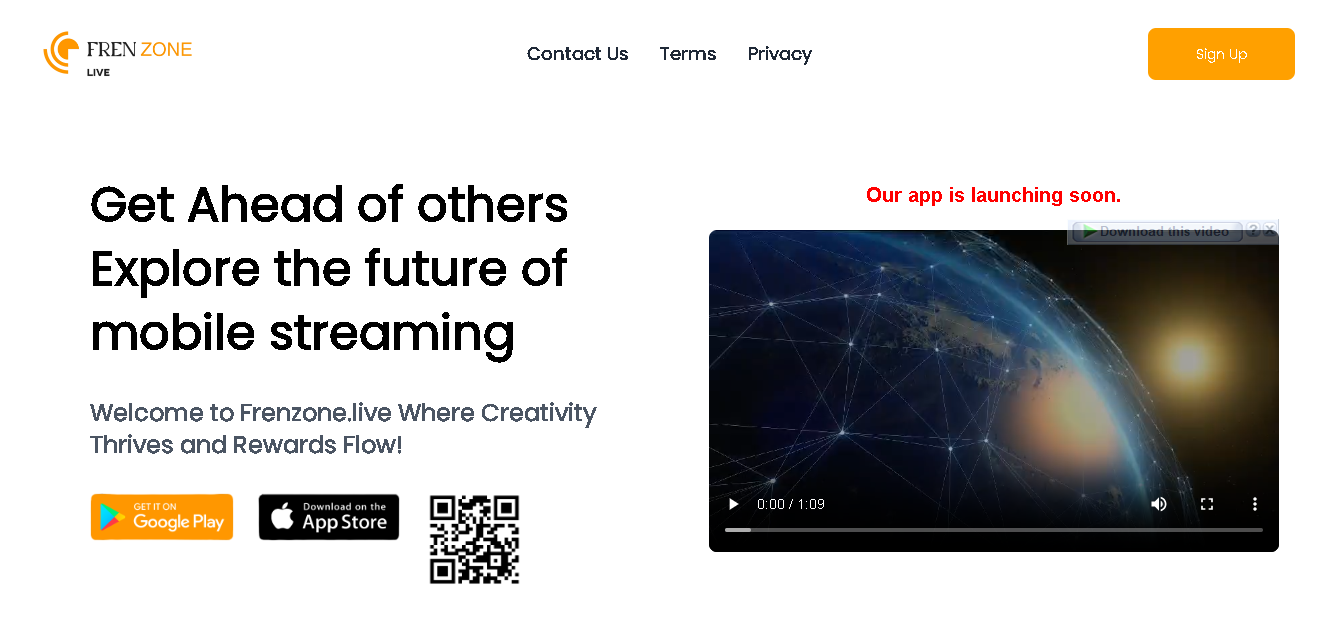 FREN ZONE
LIVE
Contact Us
Terms
Privacy
Sign Up
Get Ahead of others
Explore the future of
mobile streaming
Welcome to Frenzone.live Where Creativity
Thrives and Rewards Flow!
GET IT ON
Google Play
Download on the
App Store
Our app is launching soon.
Download this video ? X
0:00 / 1:09